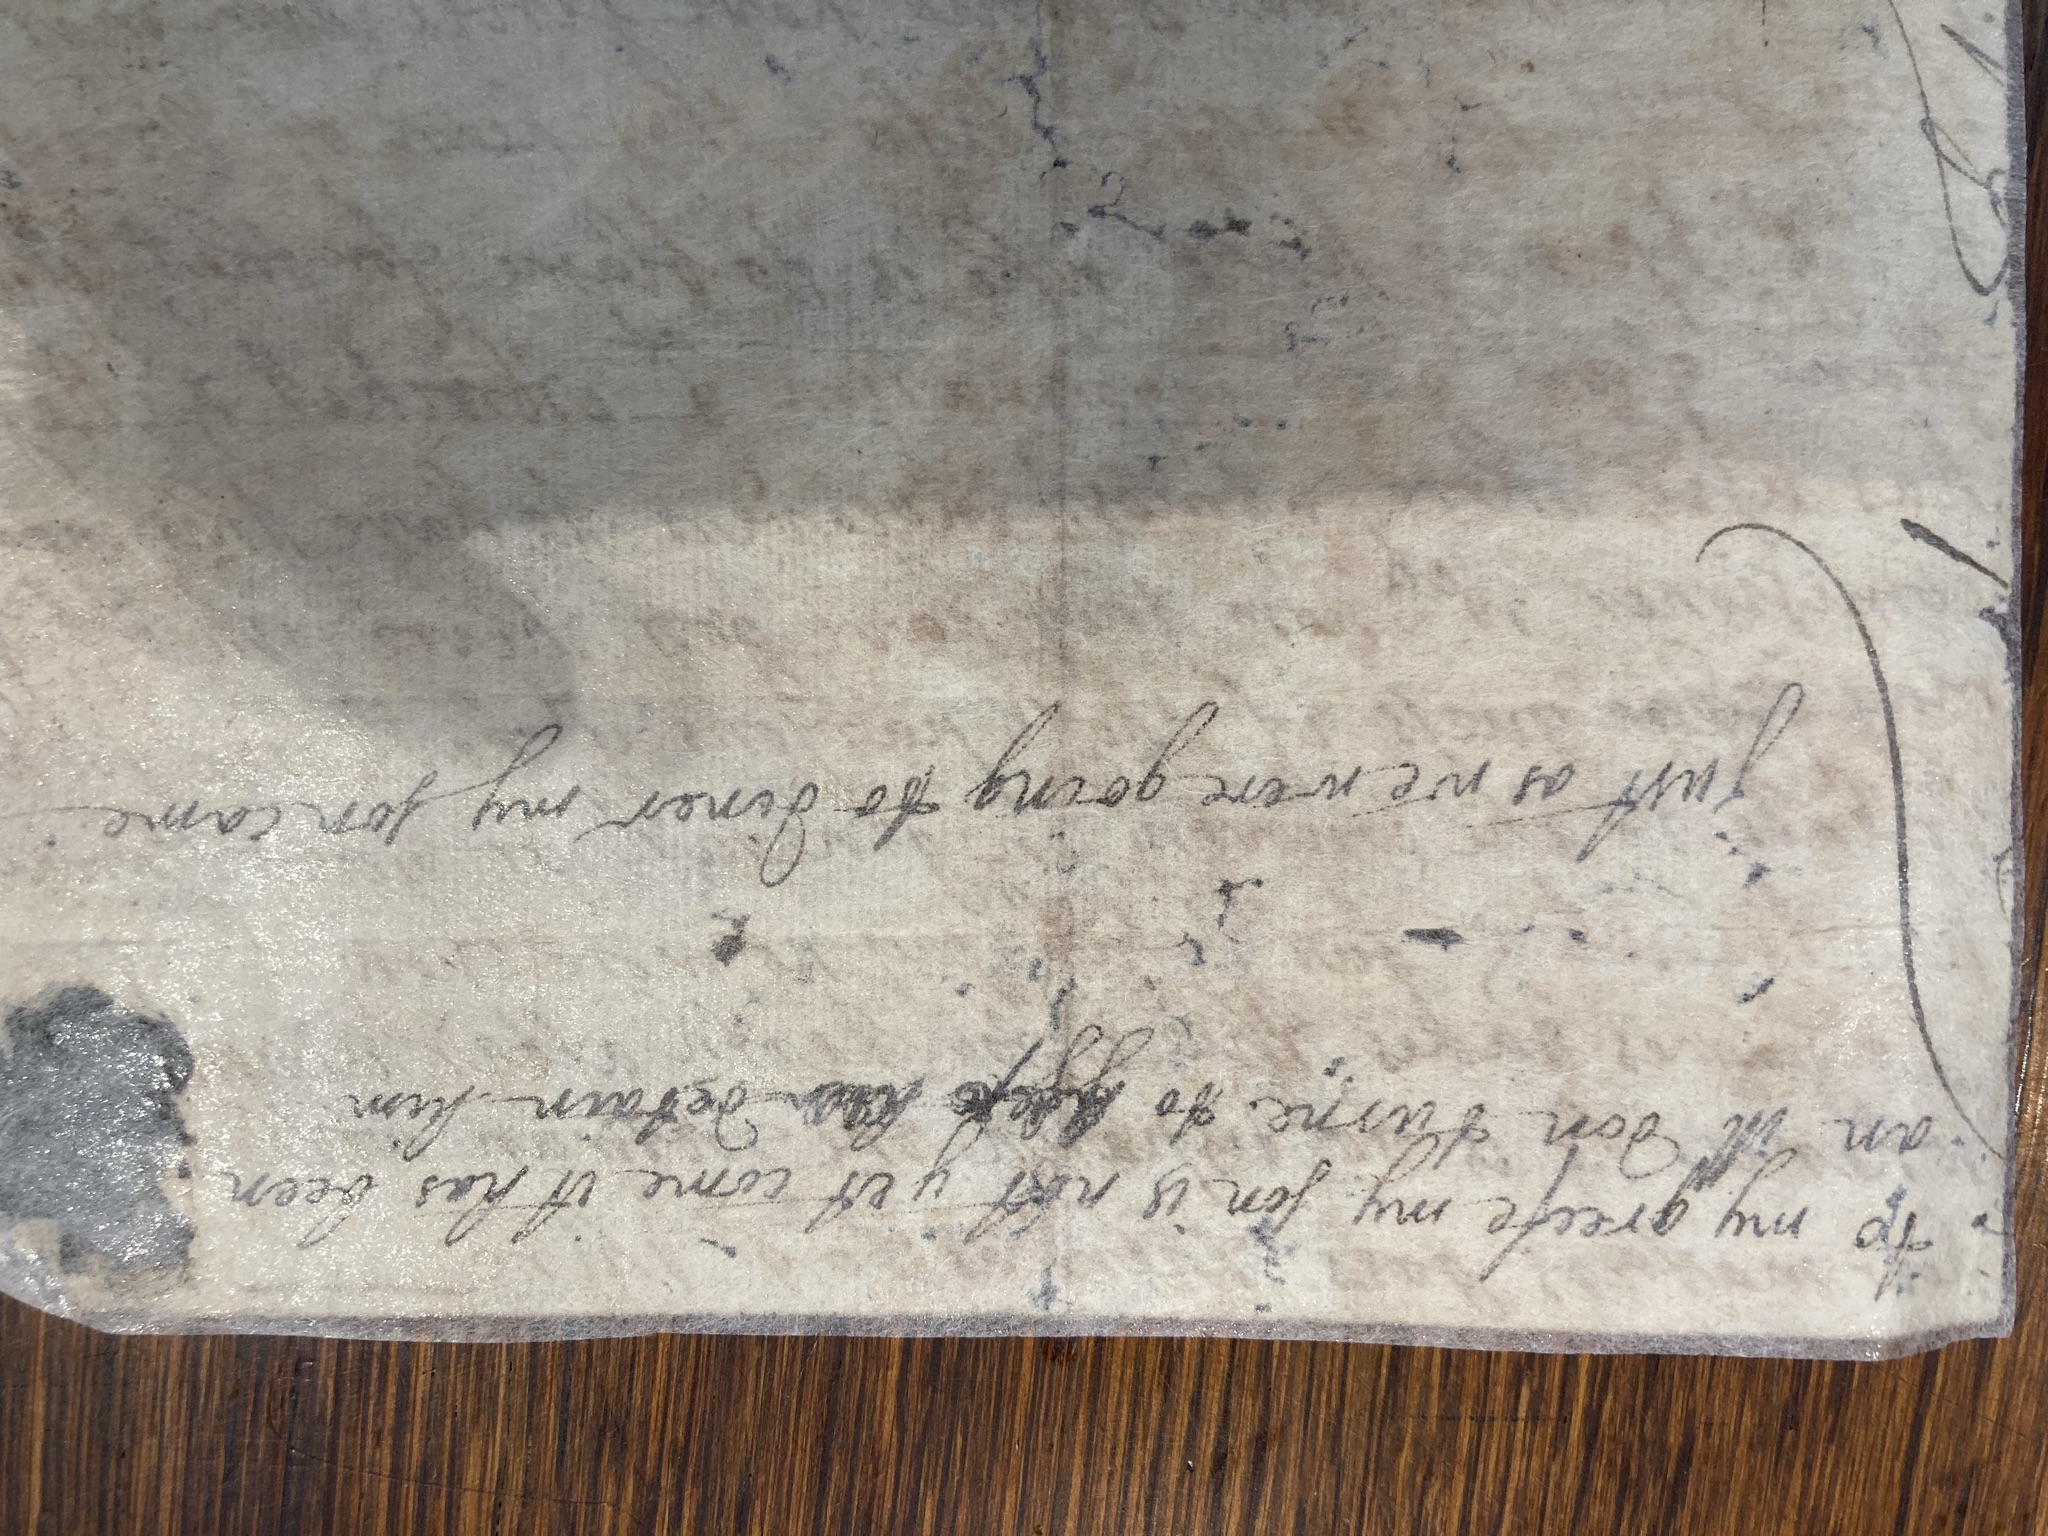 to my greefe my son is not yet come it has been
an ill don turne to detain him
just as we were going to diner my son came